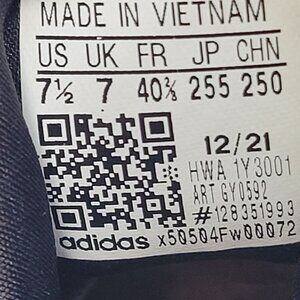 MADE IN VIETNAM
US UK FR JP CHN
7½ 7 40⅔ 255 250
12/21
HWA 1Y3001
ART GY0592
#128351993
adidas x50504Fw00072